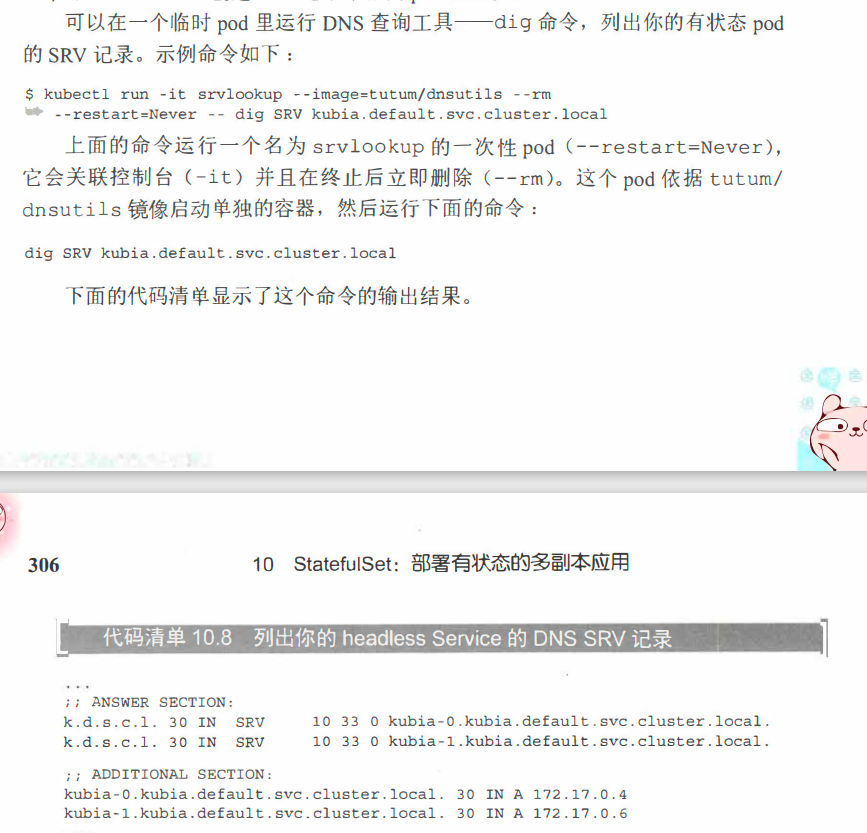 可以在一个临时 pod 里运行 DNS 查询工具——dig 命令，列出你的有状态 pod
的 SRV 记录。示例命令如下：
$ kubectl run -it srvlookup --image=tutum/dnsutils --rm
--restart=Never -- dig SRV kubia.default.svc.cluster.local
上面的命令运行一个名为 srvlookup 的一次性 pod（--restart=Never），
它会关联控制台（-it）并且在终止后立即删除（--rm）。这个 pod 依据 tutum/
dnsutils 镜像启动单独的容器，然后运行下面的命令：
dig SRV kubia.default.svc.cluster.local
下面的代码清单显示了这个命令的输出结果。
306 10 StatefulSet：部署有状态的多副本应用
代码清单 10.8 列出你的 headless Service 的 DNS SRV 记录
...
;; ANSWER SECTION:
k.d.s.c.l. 30 IN SRV 10 33 0 kubia-0.kubia.default.svc.cluster.local.
k.d.s.c.l. 30 IN SRV 10 33 0 kubia-1.kubia.default.svc.cluster.local.
;; ADDITIONAL SECTION:
kubia-0.kubia.default.svc.cluster.local. 30 IN A 172.17.0.4
kubia-1.kubia.default.svc.cluster.local. 30 IN A 172.17.0.6